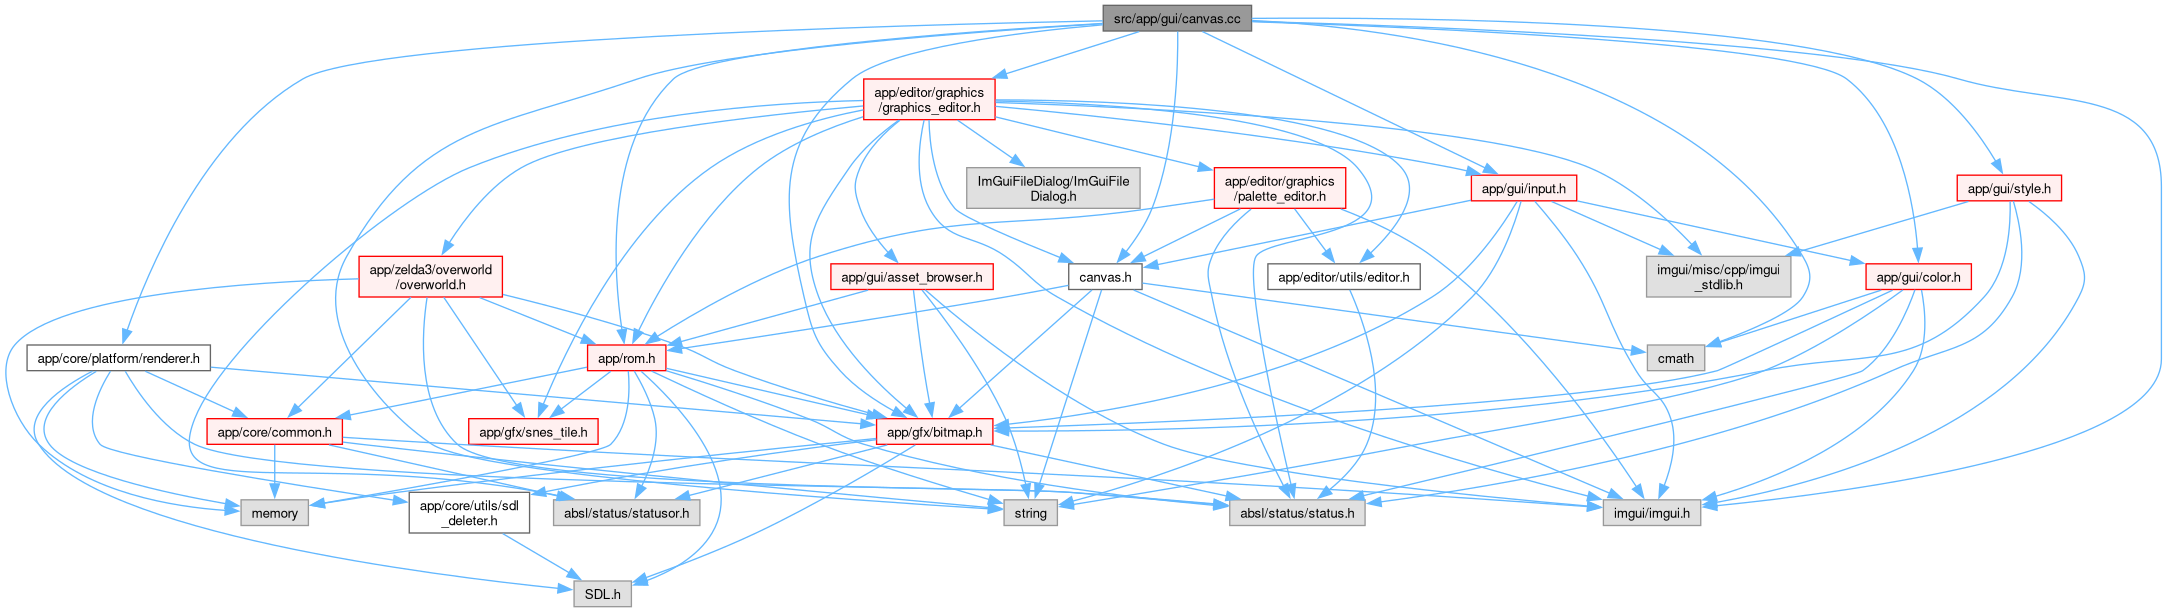 src/app/gui/canvas.cc
app/editor/graphics
/graphics_editor.h
ImGuiFileDialog/ImGuiFile
Dialog.h
app/editor/graphics
/palette_editor.h
app/gui/input.h
app/gui/style.h
app/zelda3/overworld
/overworld.h
app/gui/asset_browser.h
canvas.h
app/editor/utils/editor.h
imgui/misc/cpp/imgui
_stdlib.h
app/gui/color.h
app/core/platform/renderer.h
app/rom.h
cmath
app/core/common.h
app/gfx/snes_tile.h
app/gfx/bitmap.h
memory
app/core/utils/sdl
_deleter.h
absl/status/statusor.h
string
absl/status/status.h
imgui/imgui.h
SDL.h